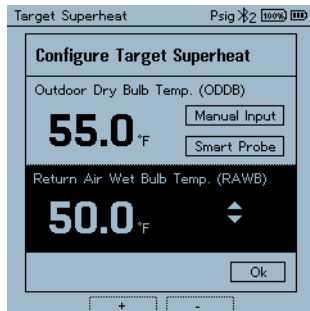 Target Superheat Psig 2 100%
Configure Target Superheat
Outdoor Dry Bulb Temp. (ODDB)
55.0 °F
Manual Input
Smart Probe
Return Air Wet Bulb Temp. (RAWB)
50.0 °F
Ok
+ -